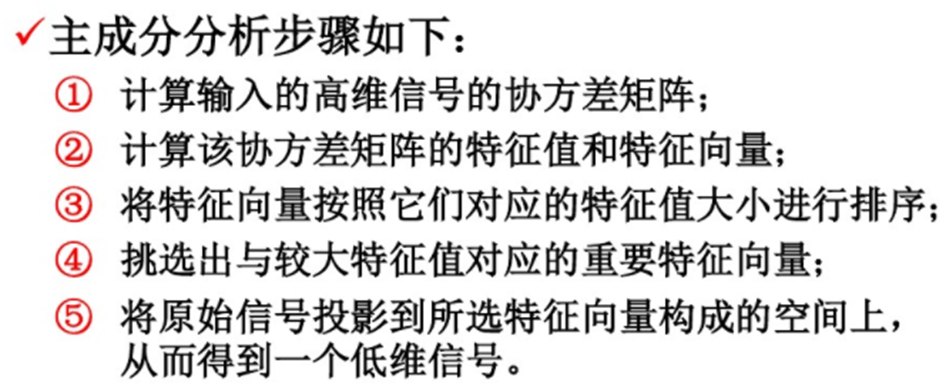 ✓主成分分析步骤如下：
① 计算输入的高维信号的协方差矩阵；
② 计算该协方差矩阵的特征值和特征向量；
③ 将特征向量按照它们对应的特征值大小进行排序；
④ 挑选出与较大特征值对应的重要特征向量；
⑤ 将原始信号投影到所选特征向量构成的空间上，
从而得到一个低维信号。